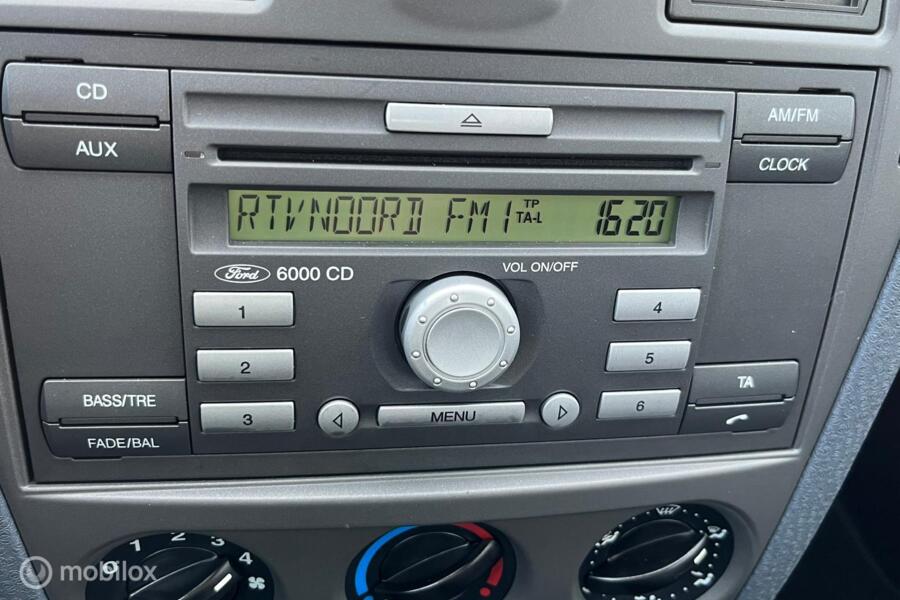 CD
AUX
AM/FM
CLOCK
RTVNOORD FM1 TP TA-L 1620
Ford 6000 CD
VOL ON/OFF
1
2
3
4
5
6
BASS/TRE
FADE/BAL
MENU
TA
0 1 2 3 4
mobilox